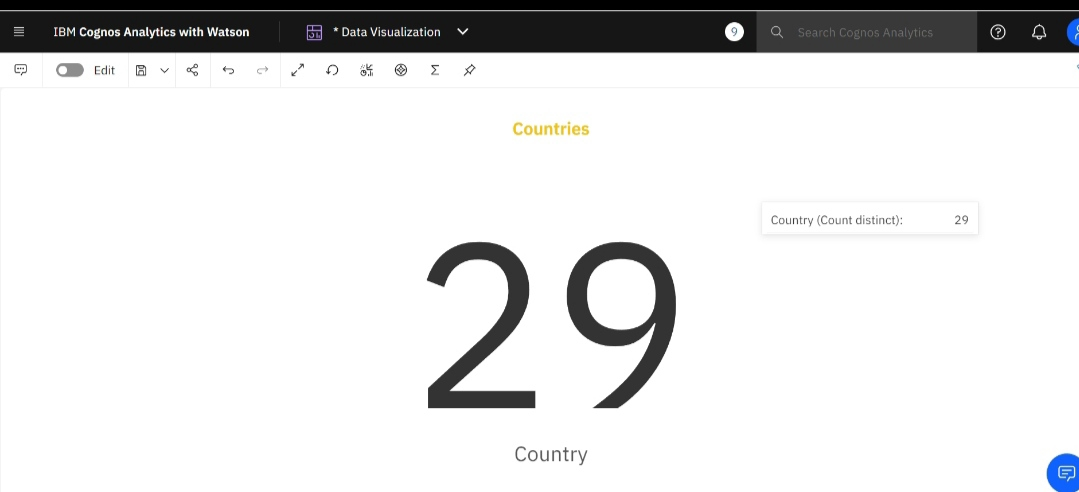 IBM Cognos Analytics with Watson
* Data Visualization
9
Search Cognos Analytics
Edit
Countries
Country (Count distinct): 29
29
Country